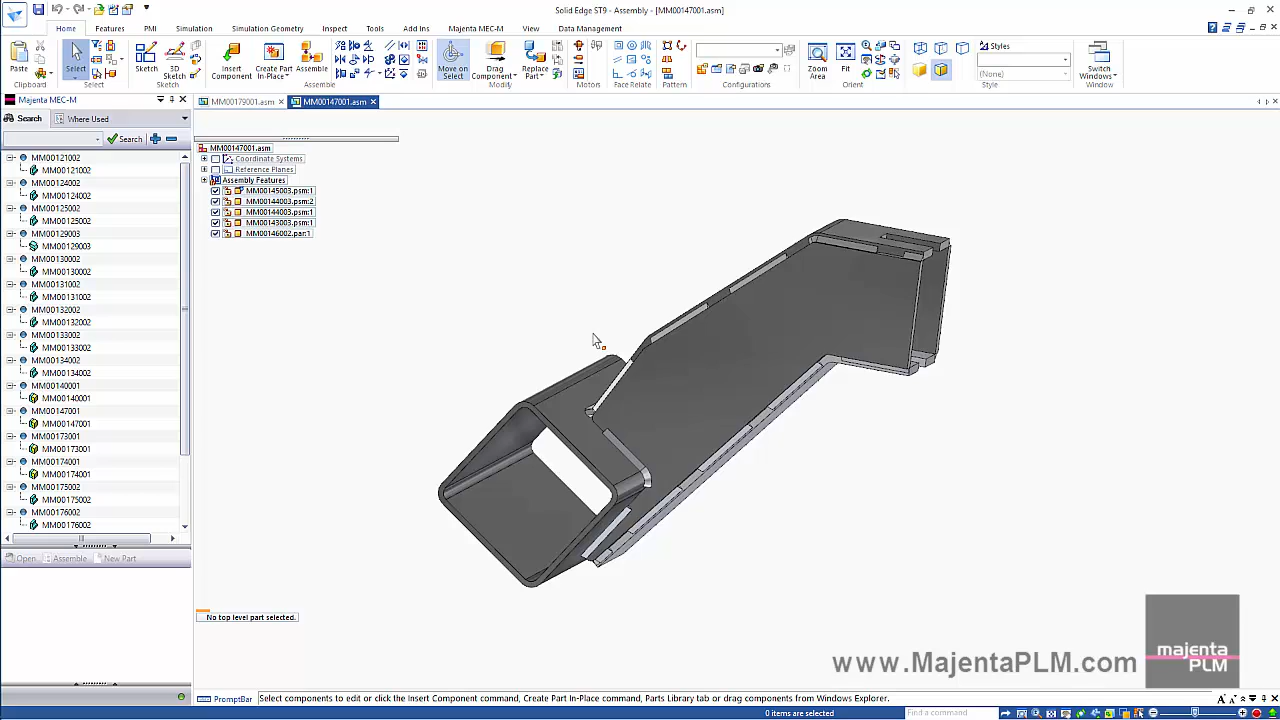 Solid Edge ST9 - Assembly - [MM00147001.asm]
Home Features PMI Simulation Simulation Geometry Inspect Tools Add Ins Majenta MEC-M View Data Management
Paste Select Sketch 3D Sketch Insert Component Create Part In-Place Assemble Move on Select Drag Component Replace Part Zoom Area Fit Styles (None) Switch Windows
Clipboard Select Sketch Assemble Modify Motors Face Relate Pattern Configurations Orient Style Window
Majenta MEC-M
MM00179001.asm MM00147001.asm
Search Where Used
Search
MM00147001.asm
Coordinate Systems
Reference Planes
Assembly Features
MM00145003.psm:1
MM00144003.psm:2
MM00144003.psm:1
MM00143003.psm:1
MM00146002.par:1
MM00121002
MM00121002
MM00124002
MM00124002
MM00125002
MM00125002
MM00129003
MM00129003
MM00130002
MM00130002
MM00131002
MM00131002
MM00132002
MM00132002
MM00133002
MM00133002
MM00134002
MM00134002
MM00140001
MM00140001
MM00147001
MM00147001
MM00173001
MM00173001
MM00174001
MM00174001
MM00175002
MM00175002
MM00176002
MM00176002
Open Assemble New Part
No top level part selected.
www.MajentaPLM.com
majenta
PLM
PromptBar Select components to edit or click the Insert Component command, Create Part In-Place command, Parts Library tab or drag components from Windows Explorer.
0 items are selected
Find a command